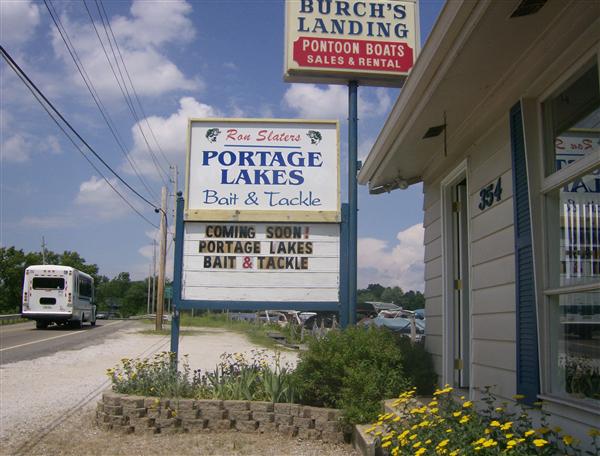 BURCH'S
LANDING
PONTOON BOATS
SALES & RENTAL
Ron Slaters
PORTAGE
LAKES
Bait & Tackle
COMING SOON!
PORTAGE LAKES
BAIT & TACKLE
354